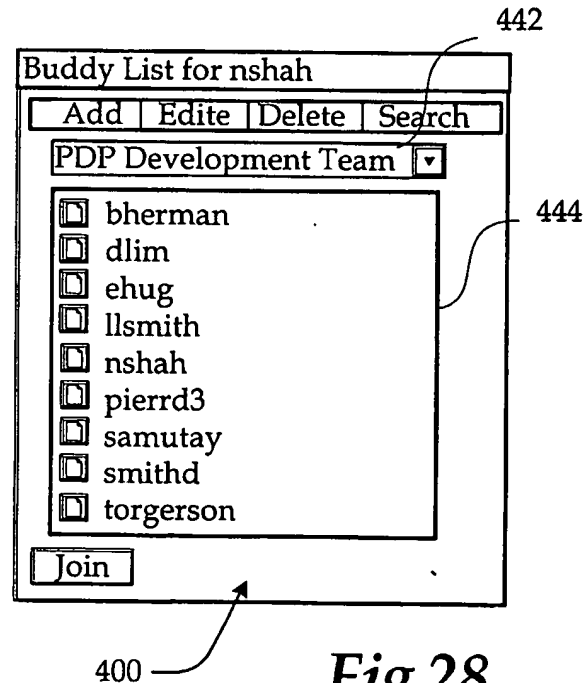 442
Buddy List for nshah
Add Edite Delete Search
PDP Development Team
444
bherman
dlim
ehug
llsmith
nshah
pierrd3
samutay
smithd
torgerson
Join
400
Fig 28